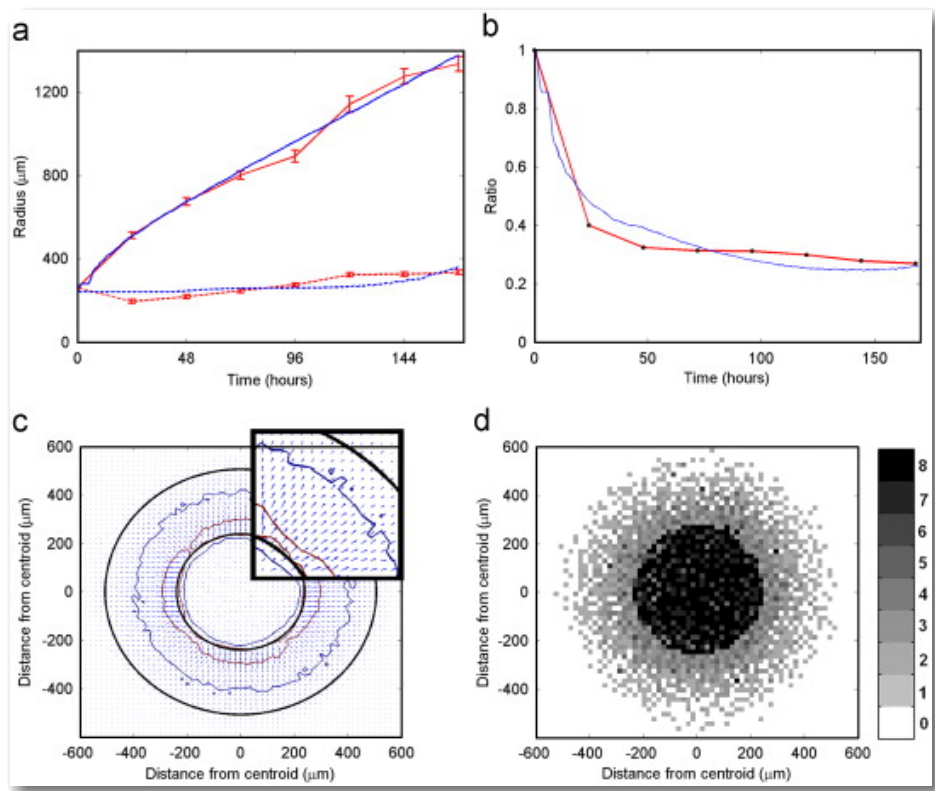 a
1200
800
400
0
Radius (μm)
0 48 96 144
Time (hours)
b
1
0.8
0.6
0.4
0.2
0
Ratio
0 50 100 150
Time (hours)
c
600
400
200
0
-200
-400
Distance from centroid (μm)
-600 -400 -200 0 200 400 600
Distance from centroid (μm)
d
600
400
200
0
-200
-400
Distance from centroid (μm)
-600 -400 -200 0 200 400 600
Distance from centroid (μm)
8
7
6
5
4
3
2
1
0